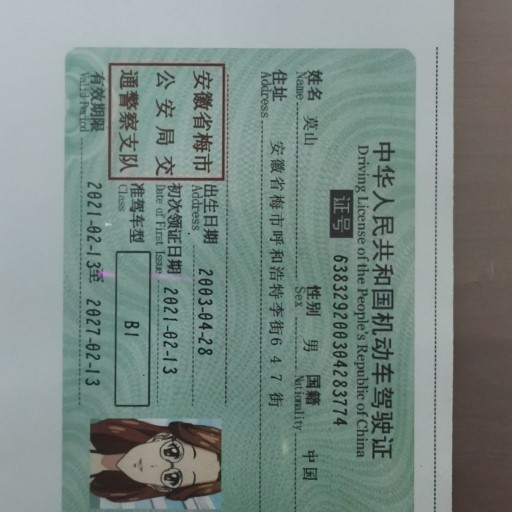 中华人民共和国机动车驾驶证
Driving License of the People's Republic of China
证号 638329200304283774
姓名 莫山 性别 男 国籍 中国
Name Sex Nationality
住址 安徽省梅市呼和浩特李街647街
Address
安徽省梅市
公安局交
通警察支队
出生日期 2003-04-28
Address
初次领证日期 2021-02-13
Date of First Issue
准驾车型 B1
Class
有效期限 2021-02-13至 2027-02-13
Valid Period